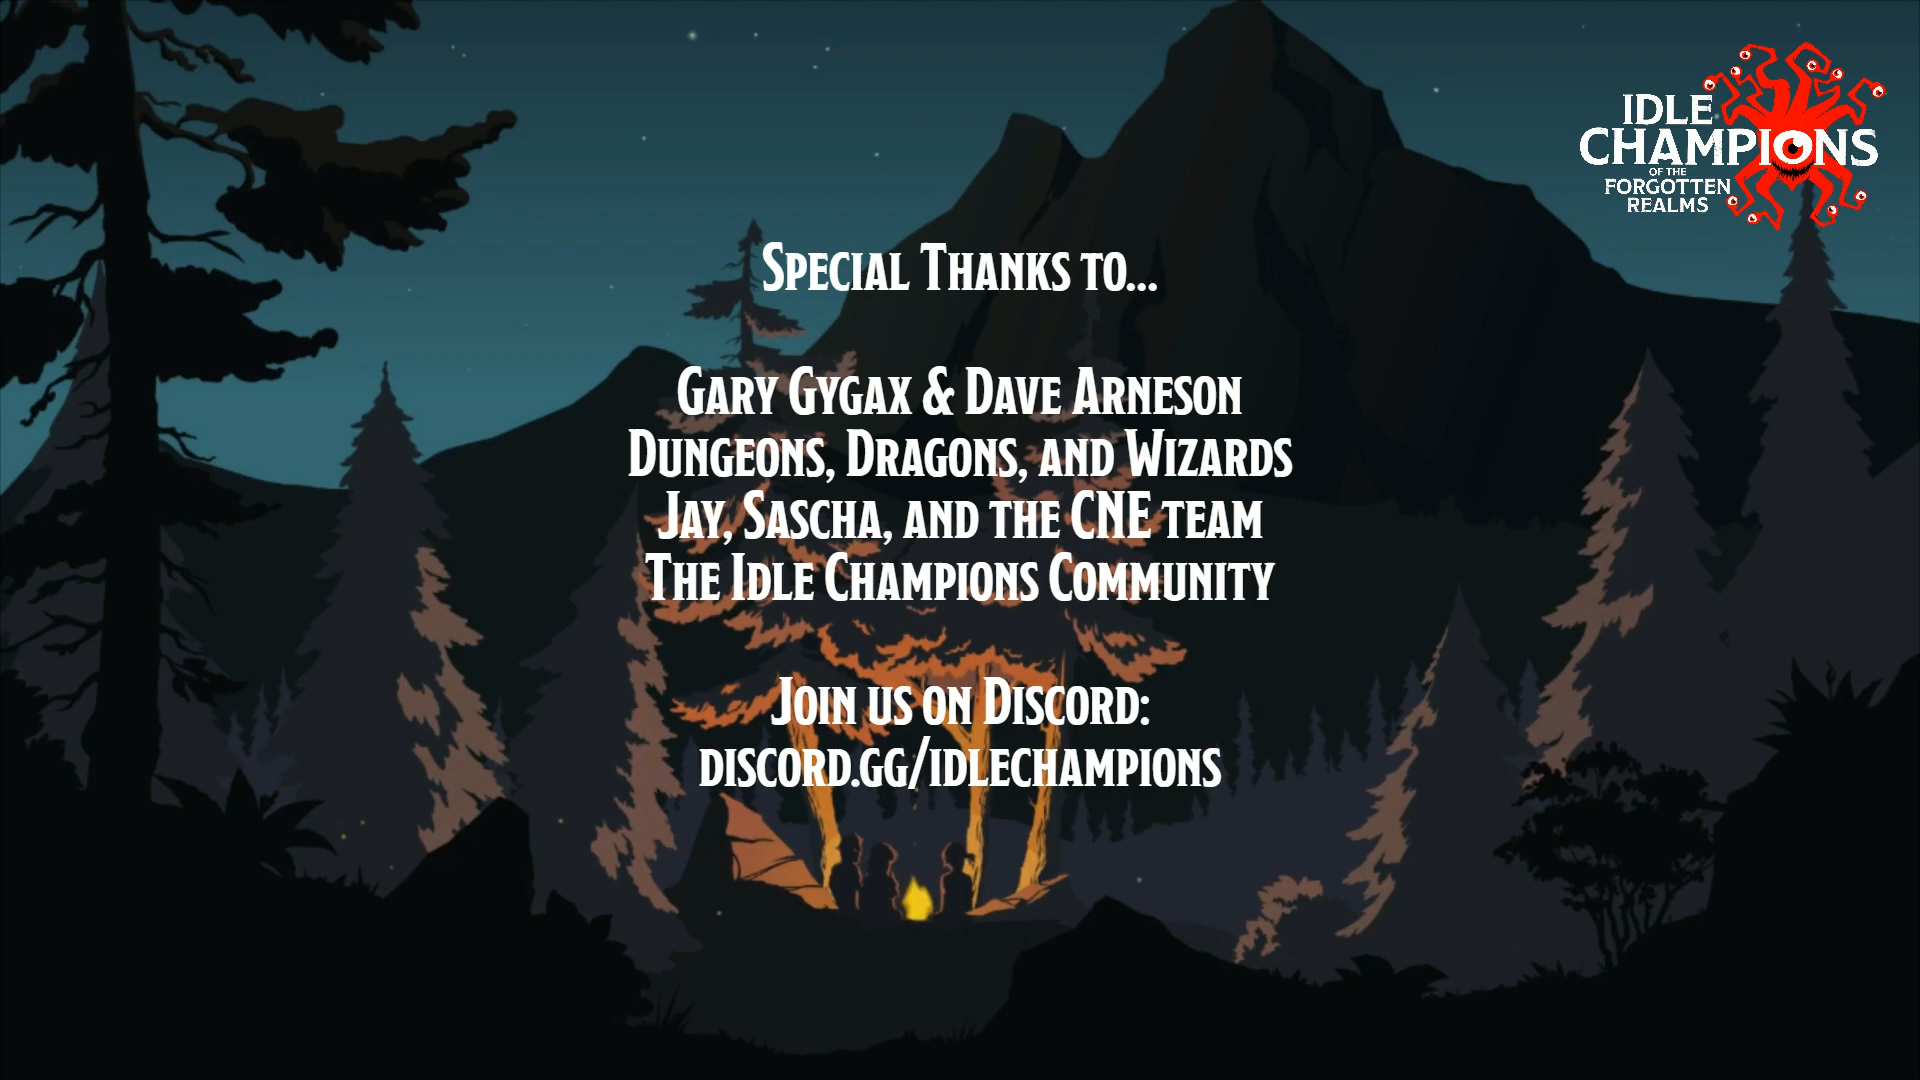 IDLE
CHAMPIONS
OF THE
FORGOTTEN
REALMS
Special Thanks to...
Gary Gygax & Dave Arneson
Dungeons, Dragons, and Wizards
Jay, Sascha, and the CNE team
The Idle Champions Community
Join us on Discord:
discord.gg/idlechampions